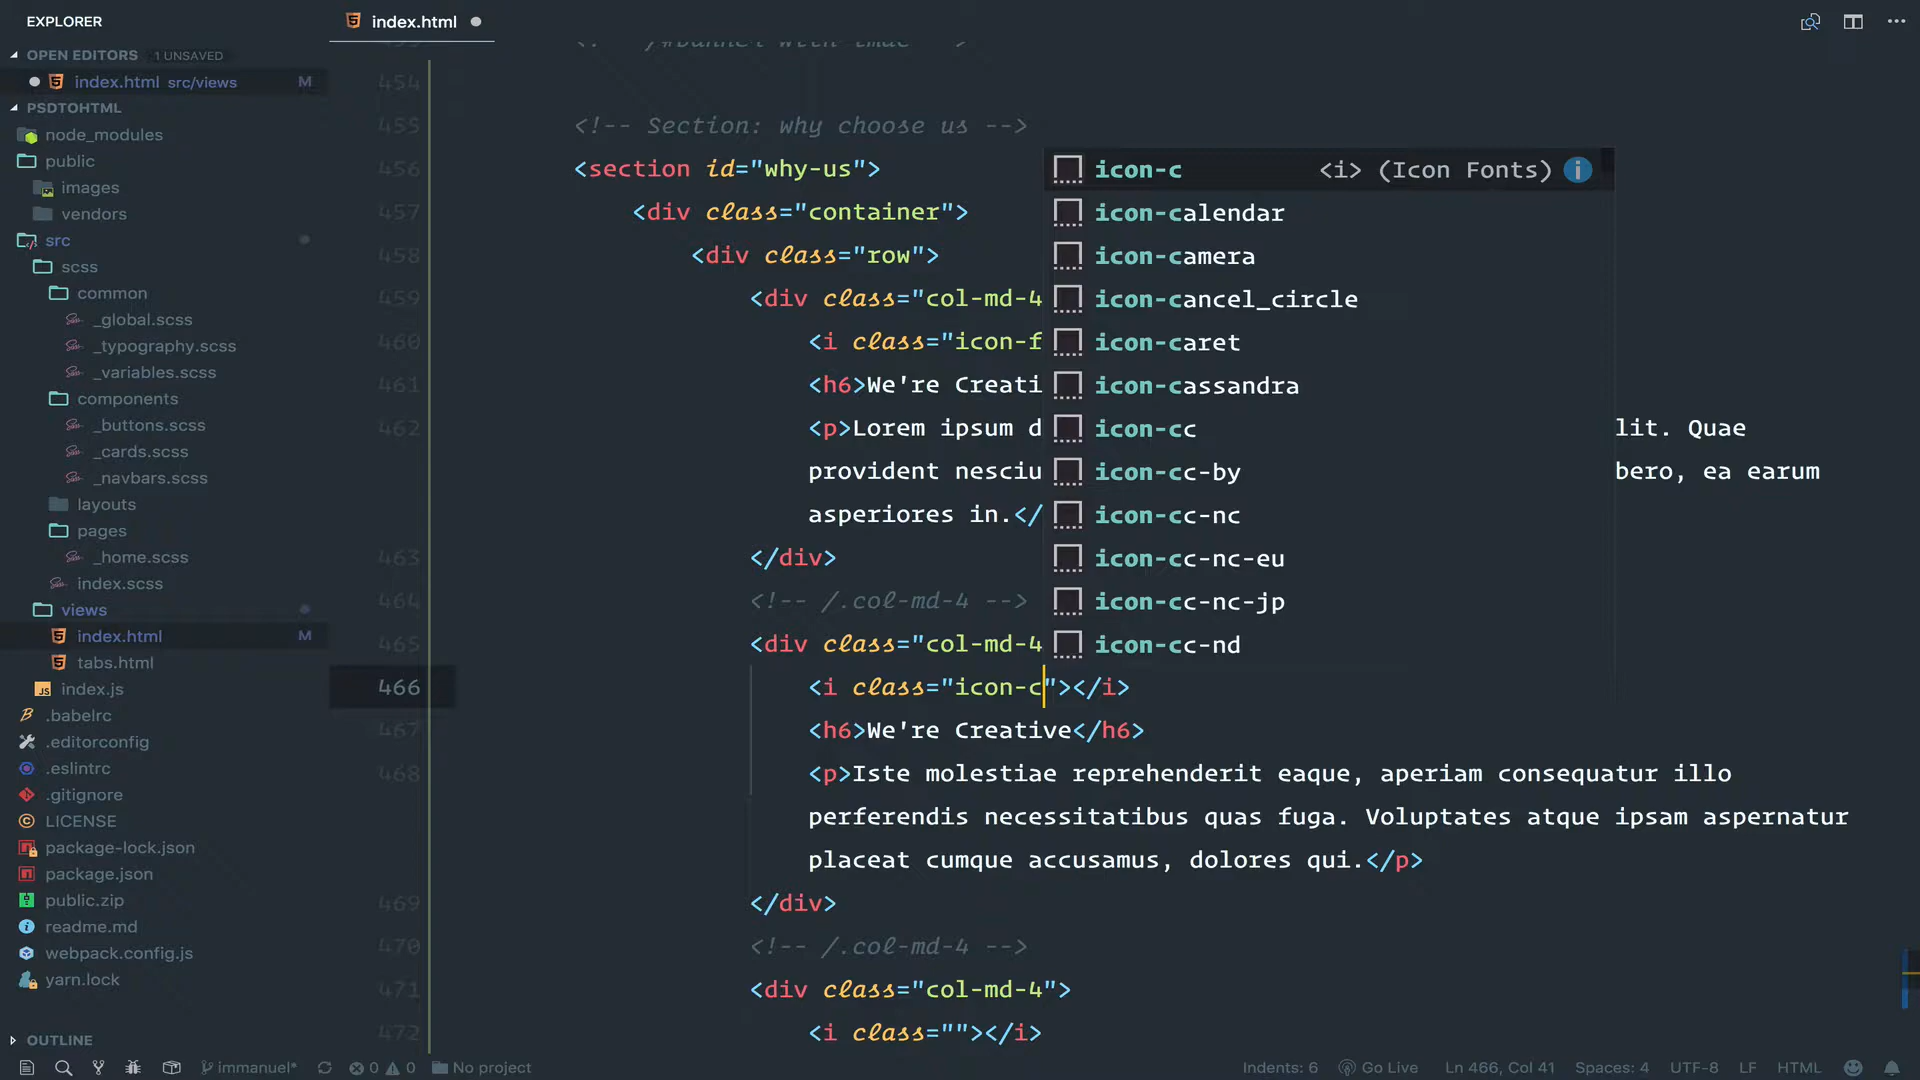 EXPLORER
OPEN EDITORS 1 UNSAVED
index.html src/views M
PSDTOHTML
node_modules
public
images
vendors
src
scss
common
_global.scss
_typography.scss
_variables.scss
components
_buttons.scss
_cards.scss
_navbars.scss
layouts
pages
_home.scss
index.scss
views
index.html M
tabs.html
index.js
.babelrc
.editorconfig
.eslintrc
.gitignore
LICENSE
package-lock.json
package.json
public.zip
readme.md
webpack.config.js
yarn.lock
OUTLINE
index.html
454
455 <!-- Section: why choose us -->
456 <section id="why-us">
457 <div class="container">
458 <div class="row">
459 <div class="col-md-4
460 <i class="icon-f
461 <h6>We're Creati
462 <p>Lorem ipsum d lit. Quae
provident nesciu bero, ea earum
asperiores in.</
463 </div>
464 <!-- /.col-md-4 -->
465 <div class="col-md-4
466 <i class="icon-c"></i>
467 <h6>We're Creative</h6>
468 <p>Iste molestiae reprehenderit eaque, aperiam consequatur illo
perferendis necessitatibus quas fuga. Voluptates atque ipsam aspernatur
placeat cumque accusamus, dolores qui.</p>
469 </div>
470 <!-- /.col-md-4 -->
471 <div class="col-md-4">
472 <i class=""></i>
icon-c <i> (Icon Fonts)
icon-calendar
icon-camera
icon-cancel_circle
icon-caret
icon-cassandra
icon-cc
icon-cc-by
icon-cc-nc
icon-cc-nc-eu
icon-cc-nc-jp
icon-cc-nd
immanuel* 0 0 No project Indents: 6 Go Live Ln 466, Col 41 Spaces: 4 UTF-8 LF HTML